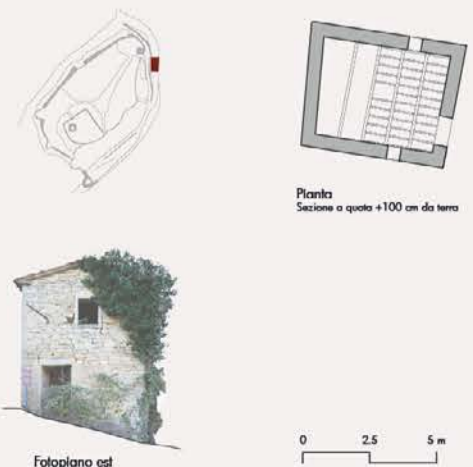 Pianta
Sezione a quota +100 cm da terra
Fotopiano est
0 2.5 5 m